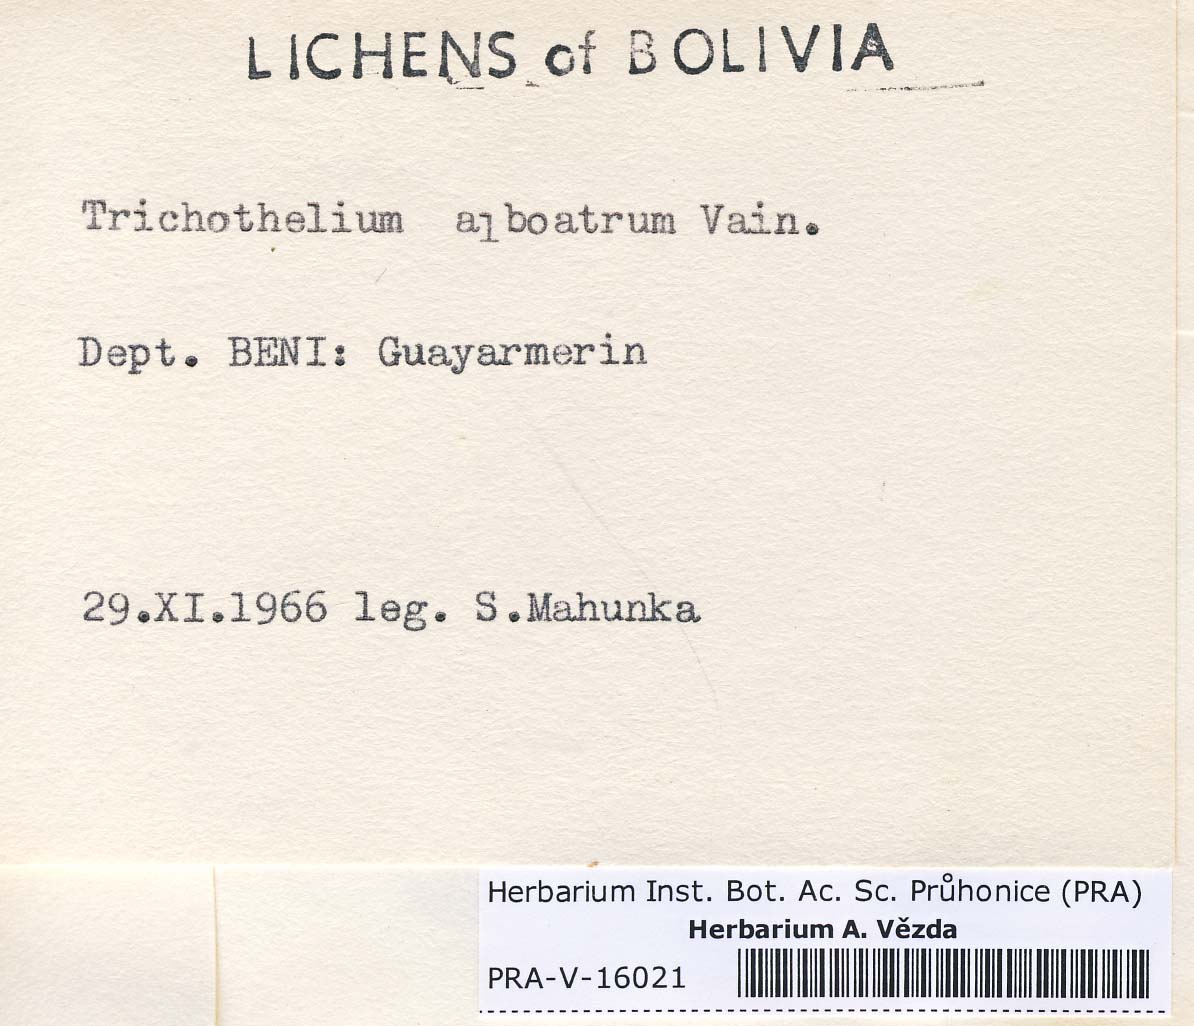 LICHENS of BOLIVIA
Trichothelium alboatrum Vain.
Dept. BENI: Guayarmerin
29.XI.1966 leg. S.Mahunka
Herbarium Inst. Bot. Ac. Sc. Průhonice (PRA)
Herbarium A. Vězda
PRA-V-16021